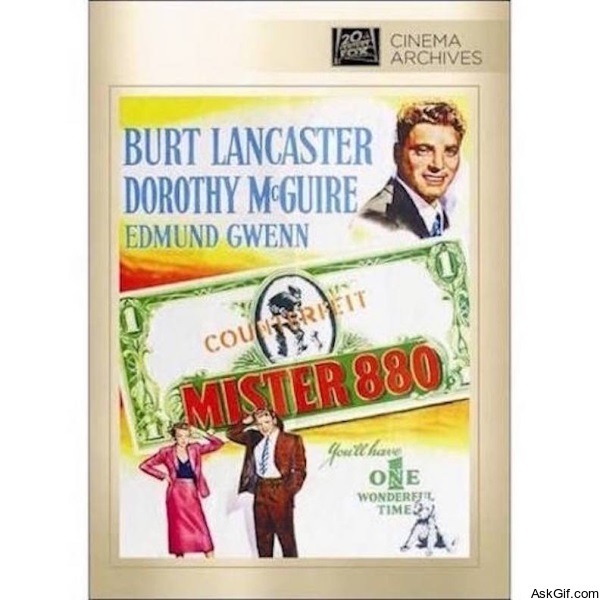 20th
CENTURY
FOX
CINEMA
ARCHIVES
BURT LANCASTER
DOROTHY McGUIRE
EDMUND GWENN
1
1
COUNTERFEIT
MISTER 880
You'll have
1
ONE
WONDERFUL
TIME
AskGif.com